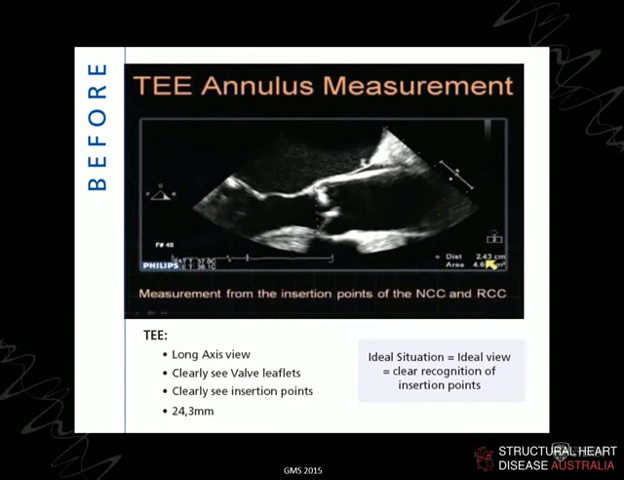 BEFORE
TEE Annulus Measurement
F# 40
PHILIPS
Dist 2.43 cm
Area
Measurement from the insertion points of the NCC and RCC
TEE:
• Long Axis view
• Clearly see Valve leaflets
• Clearly see insertion points
• 24,3mm
Ideal Situation = Ideal view
= clear recognition of
insertion points
STRUCTURAL HEART
DISEASE AUSTRALIA
GMS 2015